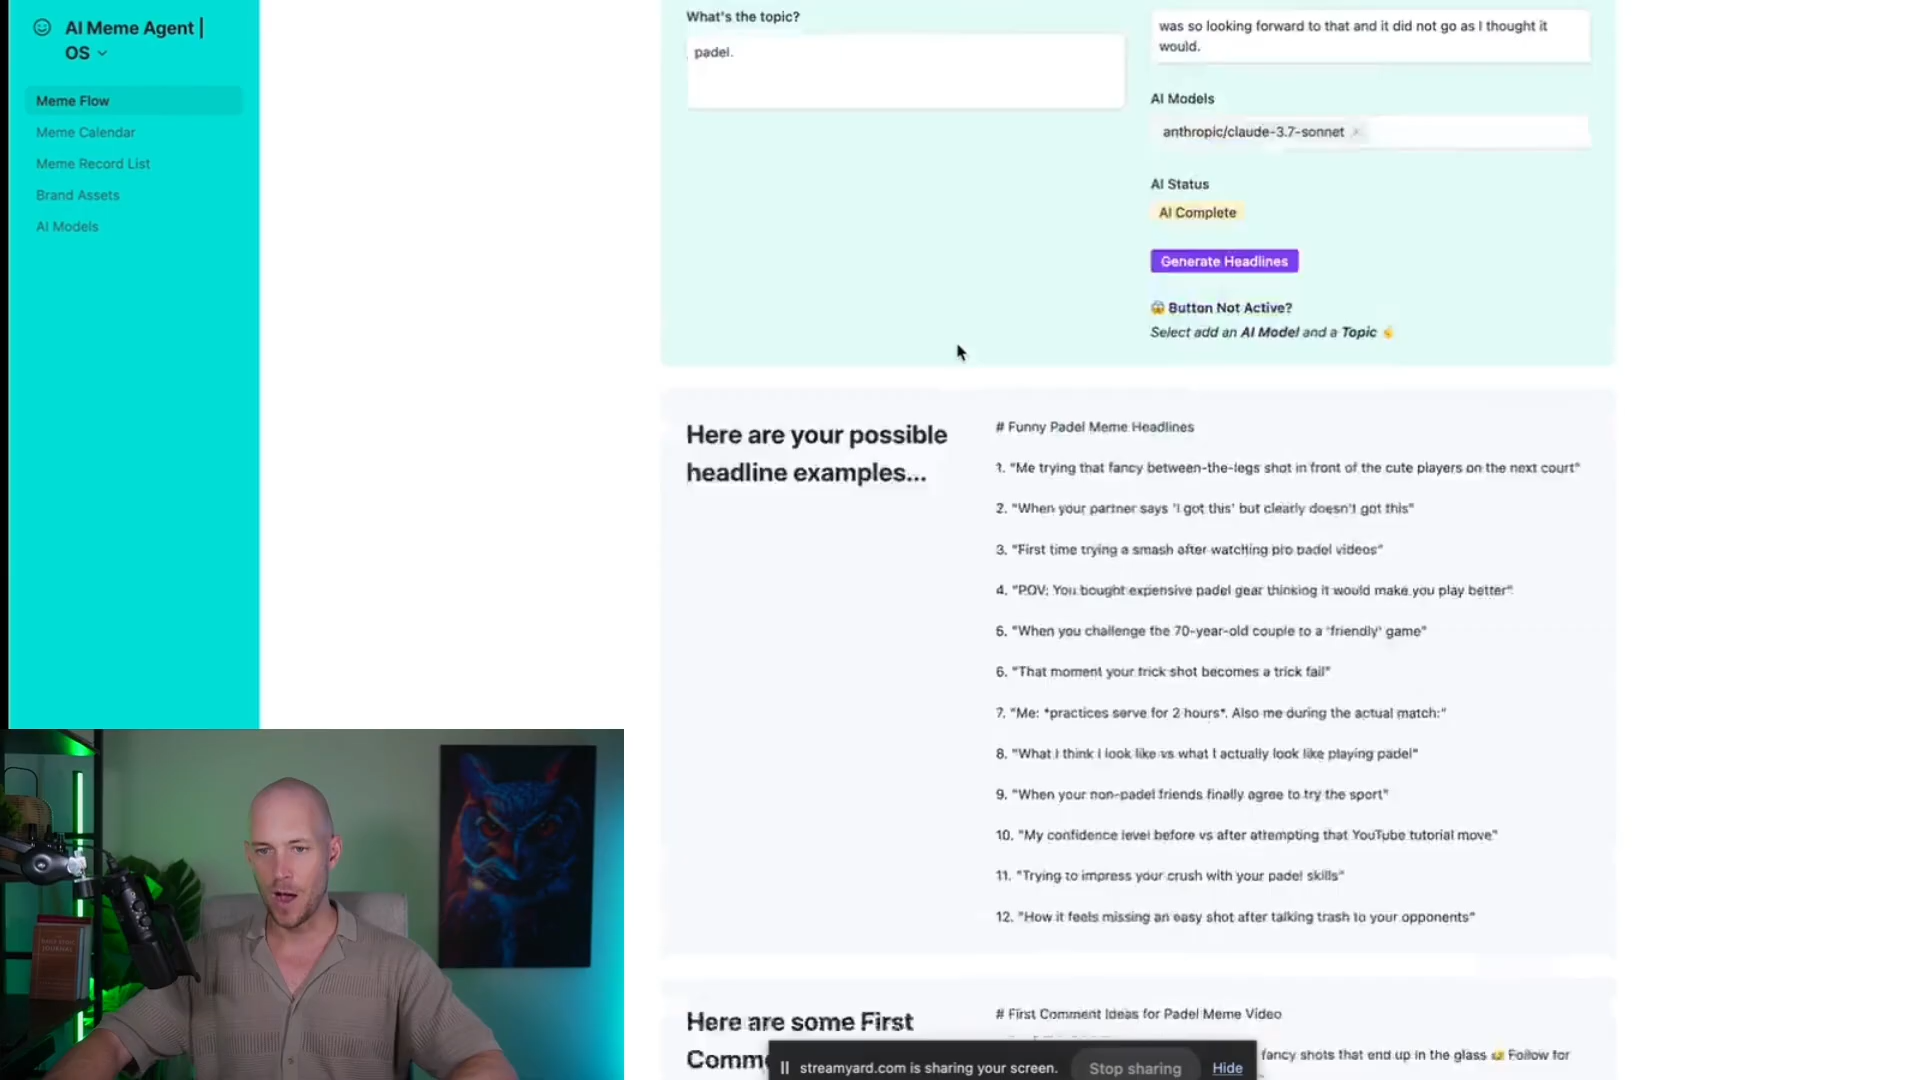 AI Meme Agent |
OS
Meme Flow
Meme Calendar
Meme Record List
Brand Assets
AI Models
What's the topic?
padel.
was so looking forward to that and it did not go as I thought it
would.
AI Models
anthropic/claude-3.7-sonnet ×
AI Status
AI Complete
Generate Headlines
😱 Button Not Active?
Select add an AI Model and a Topic ☝️
Here are your possible
headline examples...
# Funny Padel Meme Headlines
1. "Me trying that fancy between-the-legs shot in front of the cute players on the next court"
2. "When your partner says 'I got this' but clearly doesn't got this"
3. "First time trying a smash after watching pro padel videos"
4. "POV: You bought expensive padel gear thinking it would make you play better"
5. "When you challenge the 70-year-old couple to a 'friendly' game"
6. "That moment your trick shot becomes a trick fail"
7. "Me: *practices serve for 2 hours*. Also me during the actual match:"
8. "What I think I look like vs what I actually look like playing padel"
9. "When your non-padel friends finally agree to try the sport"
10. "My confidence level before vs after attempting that YouTube tutorial move"
11. "Trying to impress your crush with your padel skills"
12. "How it feels missing an easy shot after talking trash to your opponents"
Here are some First
Comme
# First Comment Ideas for Padel Meme Video
fancy shots that end up in the glass 😂 Follow for
streamyard.com is sharing your screen.
Stop sharing
Hide